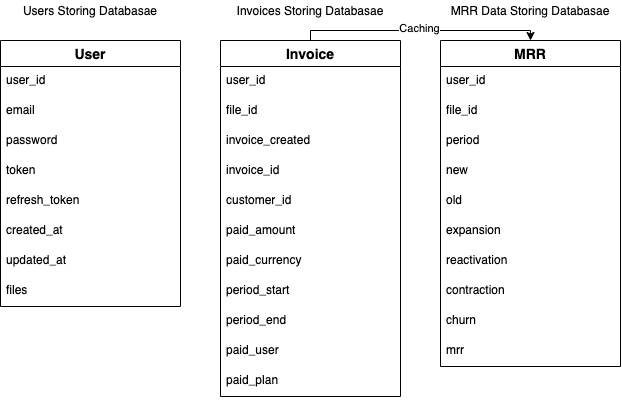 Users Storing Databasae
Invoices Storing Databasae
MRR Data Storing Databasae
Caching
User
user_id
email
password
token
refresh_token
created_at
updated_at
files
Invoice
user_id
file_id
invoice_created
invoice_id
customer_id
paid_amount
paid_currency
period_start
period_end
paid_user
paid_plan
MRR
user_id
file_id
period
new
old
expansion
reactivation
contraction
churn
mrr